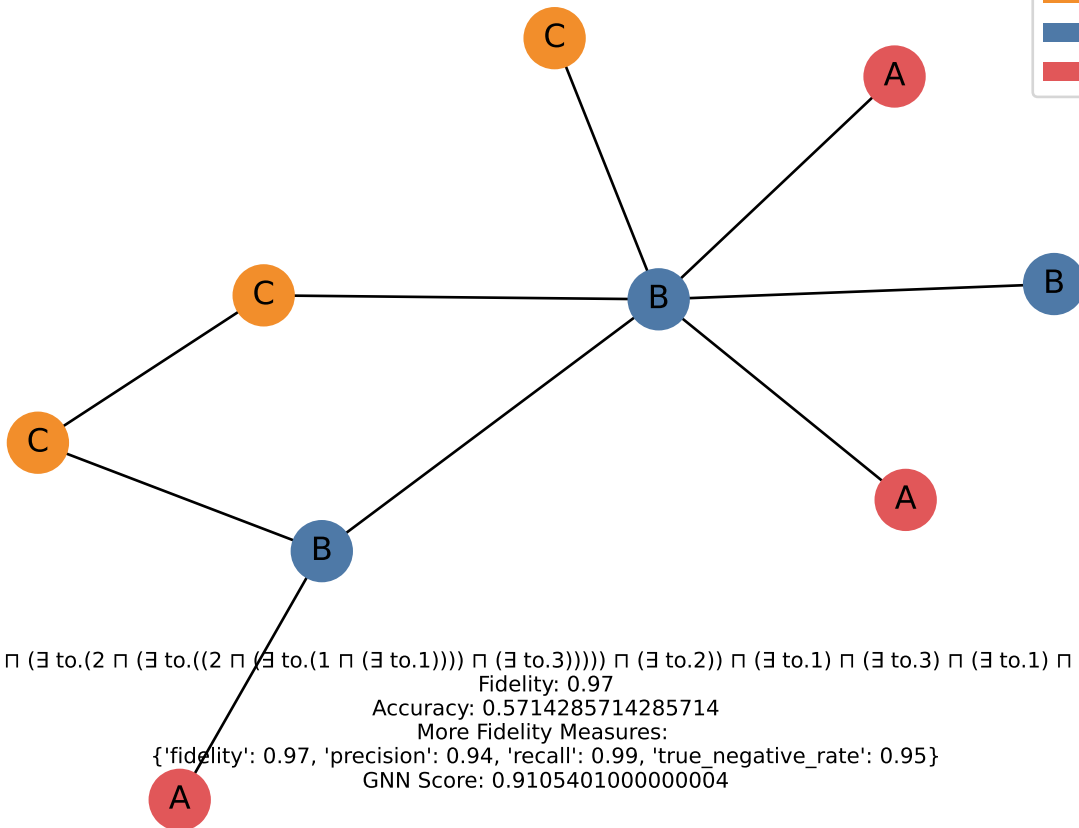 C
A
C
B
B
C
B
A
⊓ (∃ to.(2 ⊓ (∃ to.((2 ⊓ (∃ to.(1 ⊓ (∃ to.1)))) ⊓ (∃ to.3))))) ⊓ (∃ to.2)) ⊓ (∃ to.1) ⊓ (∃ to.3) ⊓ (∃ to.1) ⊓
Fidelity: 0.97
Accuracy: 0.5714285714285714
More Fidelity Measures:
{'fidelity': 0.97, 'precision': 0.94, 'recall': 0.99, 'true_negative_rate': 0.95}
GNN Score: 0.9105401000000004
A